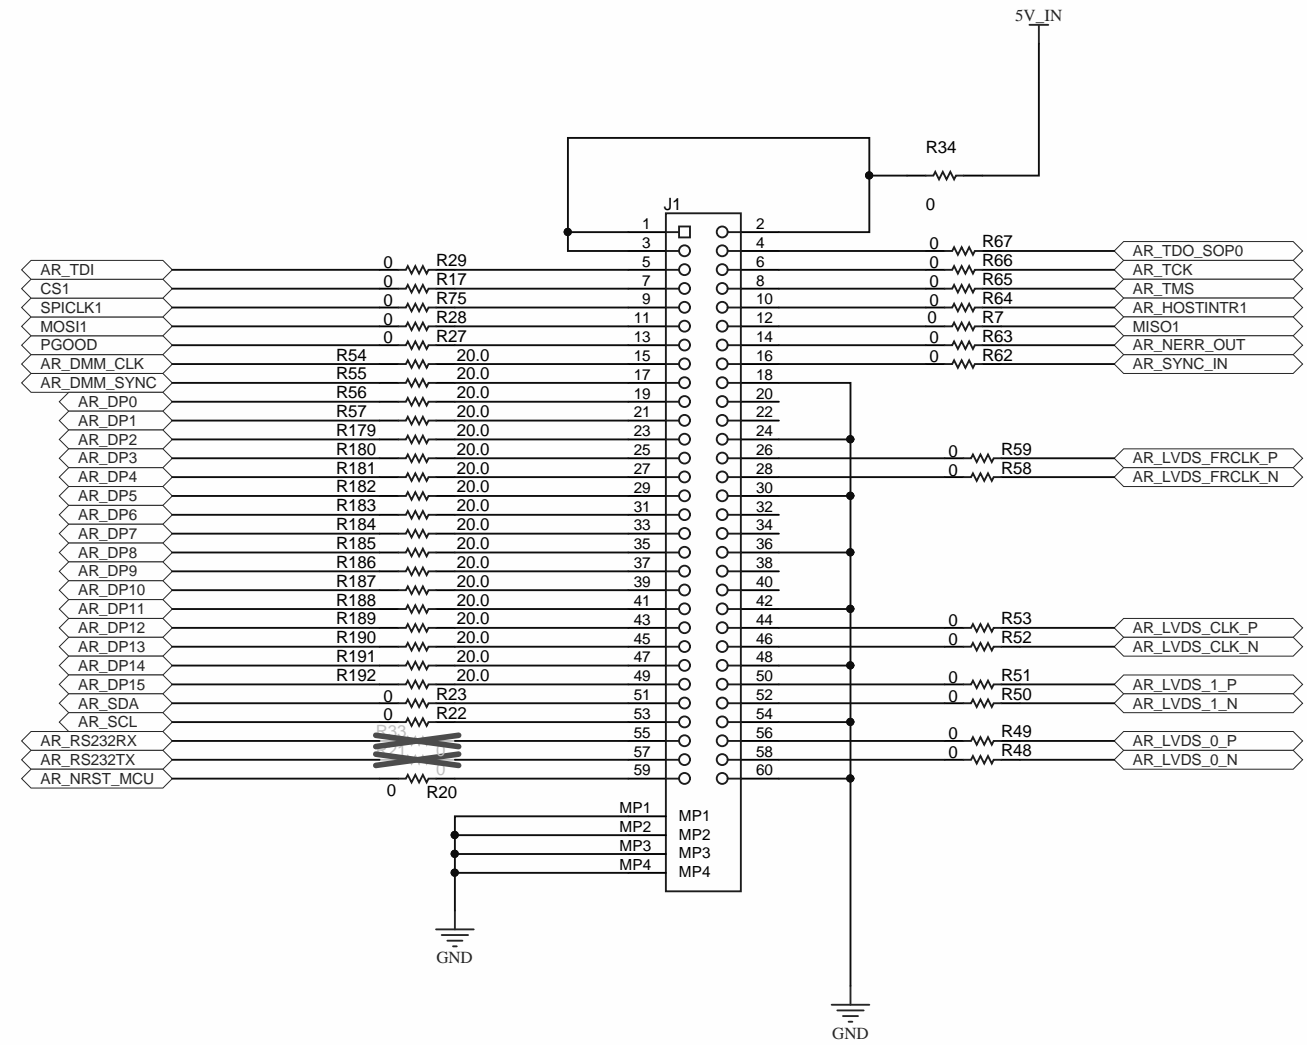 5V_IN
R34
0
J1
1 2
3 4 0 R67 AR_TDO_SOP0
AR_TDI 0 R29 5 6 0 R66 AR_TCK
CS1 0 R17 7 8 0 R65 AR_TMS
SPICLK1 0 R75 9 10 0 R64 AR_HOSTINTR1
MOSI1 0 R28 11 12 0 R7 MISO1
PGOOD 0 R27 13 14 0 R63 AR_NERR_OUT
AR_DMM_CLK R54 20.0 15 16 0 R62 AR_SYNC_IN
AR_DMM_SYNC R55 20.0 17 18
AR_DP0 R56 20.0 19 20
AR_DP1 R57 20.0 21 22
AR_DP2 R179 20.0 23 24
AR_DP3 R180 20.0 25 26 0 R59 AR_LVDS_FRCLK_P
AR_DP4 R181 20.0 27 28 0 R58 AR_LVDS_FRCLK_N
AR_DP5 R182 20.0 29 30
AR_DP6 R183 20.0 31 32
AR_DP7 R184 20.0 33 34
AR_DP8 R185 20.0 35 36
AR_DP9 R186 20.0 37 38
AR_DP10 R187 20.0 39 40
AR_DP11 R188 20.0 41 42
AR_DP12 R189 20.0 43 44 0 R53 AR_LVDS_CLK_P
AR_DP13 R190 20.0 45 46 0 R52 AR_LVDS_CLK_N
AR_DP14 R191 20.0 47 48
AR_DP15 R192 20.0 49 50 0 R51 AR_LVDS_1_P
AR_SDA 0 R23 51 52 0 R50 AR_LVDS_1_N
AR_SCL 0 R22 53 54
AR_RS232RX R33 0 55 56 0 R49 AR_LVDS_0_P
AR_RS232TX 0 57 58 0 R48 AR_LVDS_0_N
AR_NRST_MCU 0 R20 59 60
MP1 MP1
MP2 MP2
MP3 MP3
MP4 MP4
GND
GND